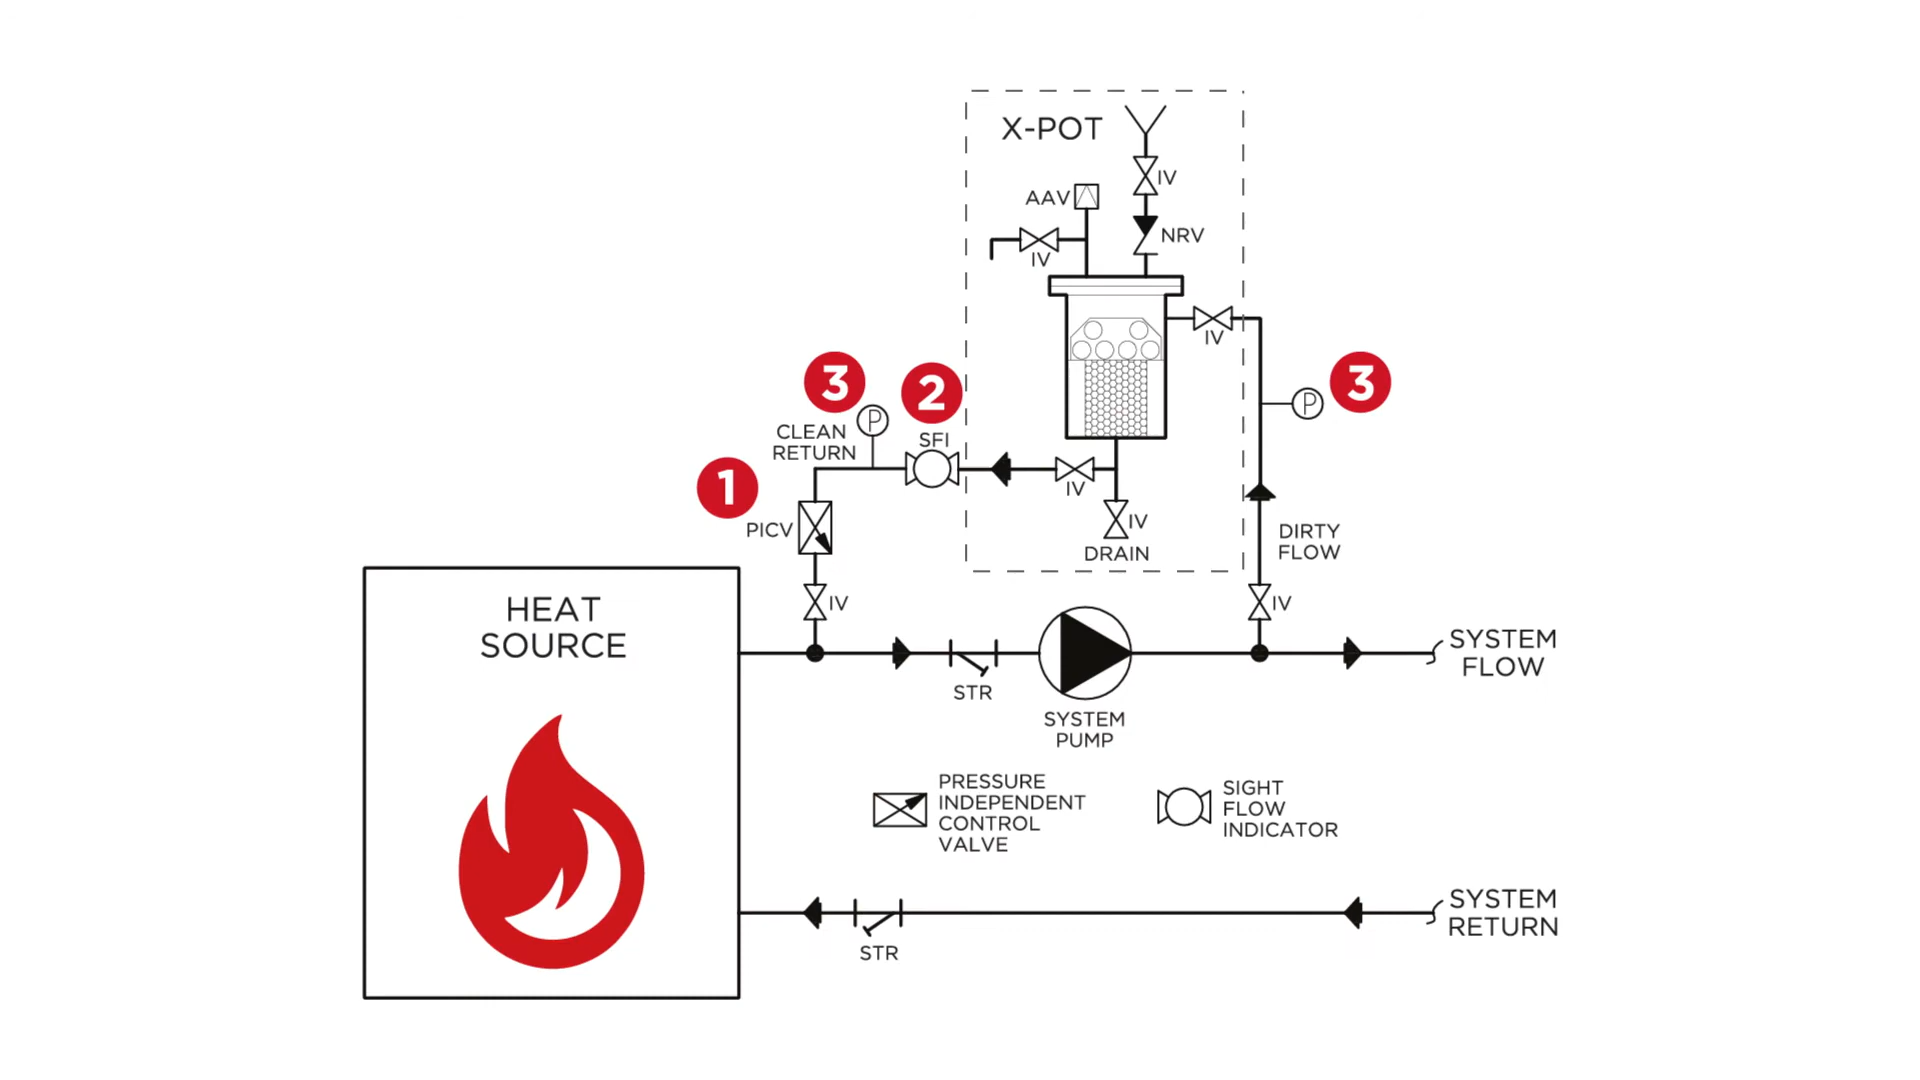 X-POT
IV
AAV
NRV
IV
IV
3
2
3
P
P
CLEAN
RETURN
SFI
1
IV
PICV
IV
DRAIN
DIRTY
FLOW
HEAT
SOURCE
IV
IV
SYSTEM
FLOW
STR
SYSTEM
PUMP
PRESSURE
INDEPENDENT
CONTROL
VALVE
SIGHT
FLOW
INDICATOR
SYSTEM
RETURN
STR